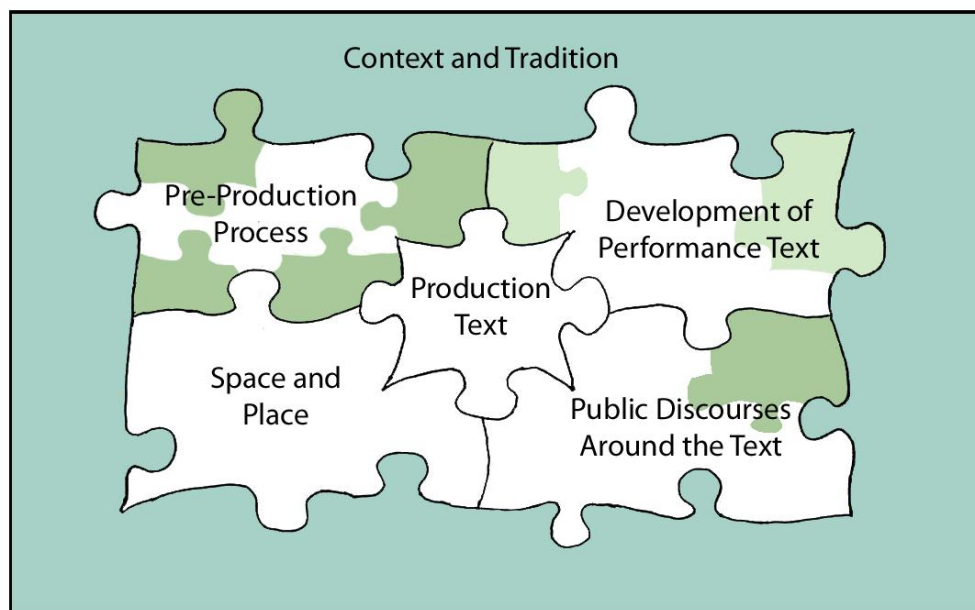 Context and Tradition
Pre-Production
Process
Development of
Performance Text
Production
Text
Space and
Place
Public Discourses
Around the Text